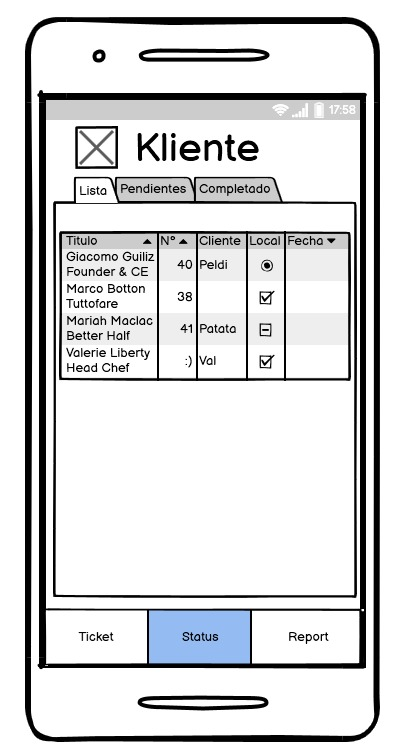 17:58
Kliente
Lista Pendientes Completado
Titulo Nº Cliente Local Fecha
Giacomo Guiliz
Founder & CE
40 Peldi
Marco Botton
Tuttofare
38
Mariah Maclac
Better Half
41 Patata
Valerie Liberty
Head Chef
:) Val
Ticket Status Report